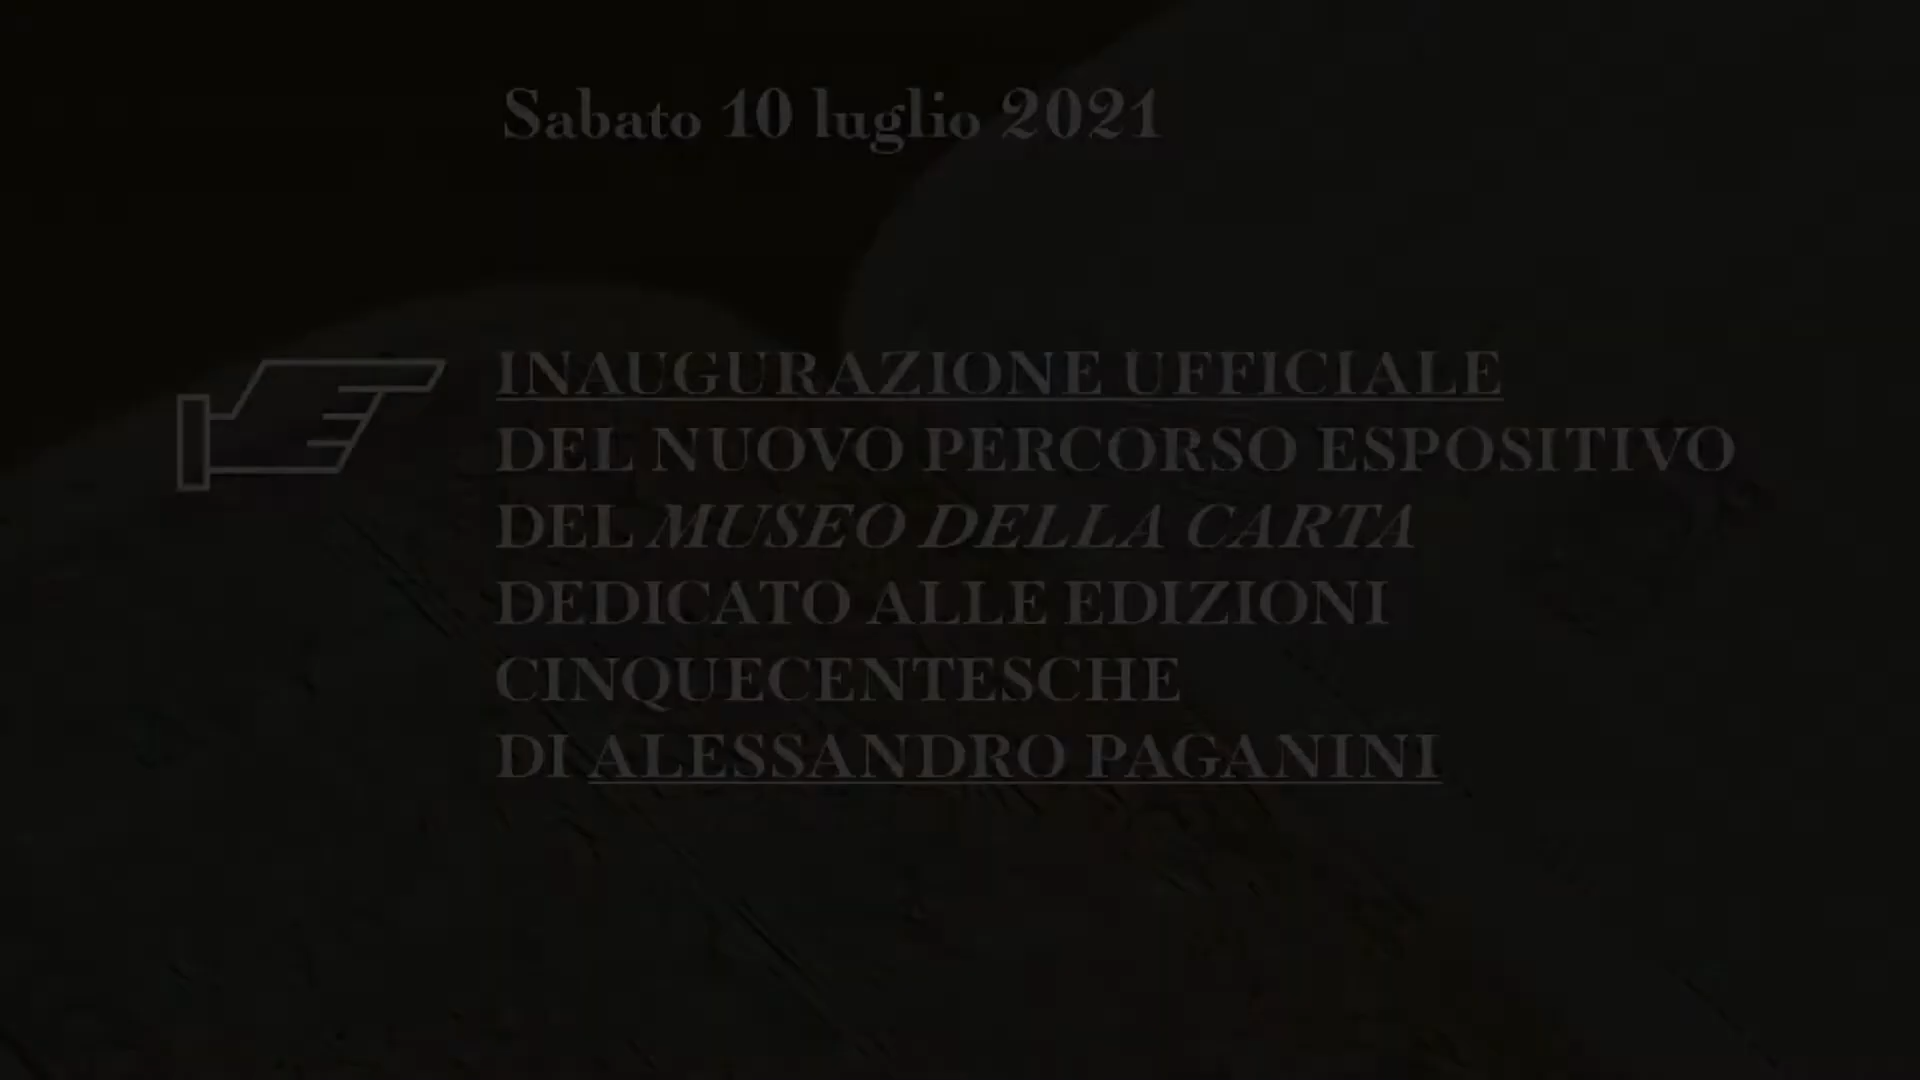 Sabato 10 luglio 2021
INAUGURAZIONE UFFICIALE
DEL NUOVO PERCORSO ESPOSITIVO
DEL MUSEO DELLA CARTA
DEDICATO ALLE EDIZIONI
CINQUECENTESCHE
DI ALESSANDRO PAGANINI